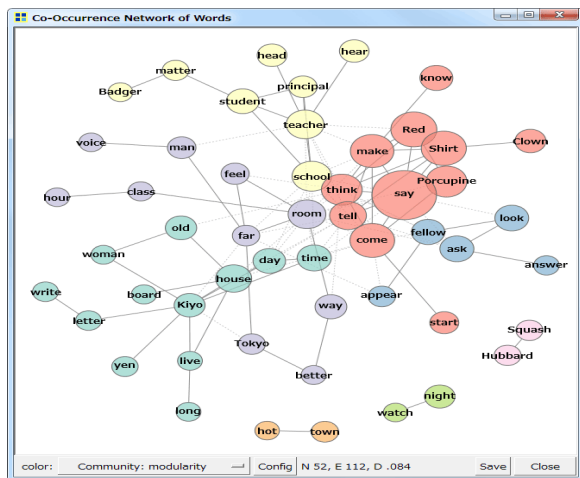 Co-Occurrence Network of Words
head
hear
matter
principal
know
Badger
student
teacher
Red
voice
man
make
Shirt
Clown
feel
school
think
Porcupine
hour
class
say
room
tell
look
old
far
fellow
come
ask
woman
day
time
answer
house
write
board
Kiyo
way
appear
letter
start
Squash
Tokyo
Hubbard
yen
live
better
long
night
watch
hot
town
color: Community: modularity Config N 52, E 112, D .084 Save Close